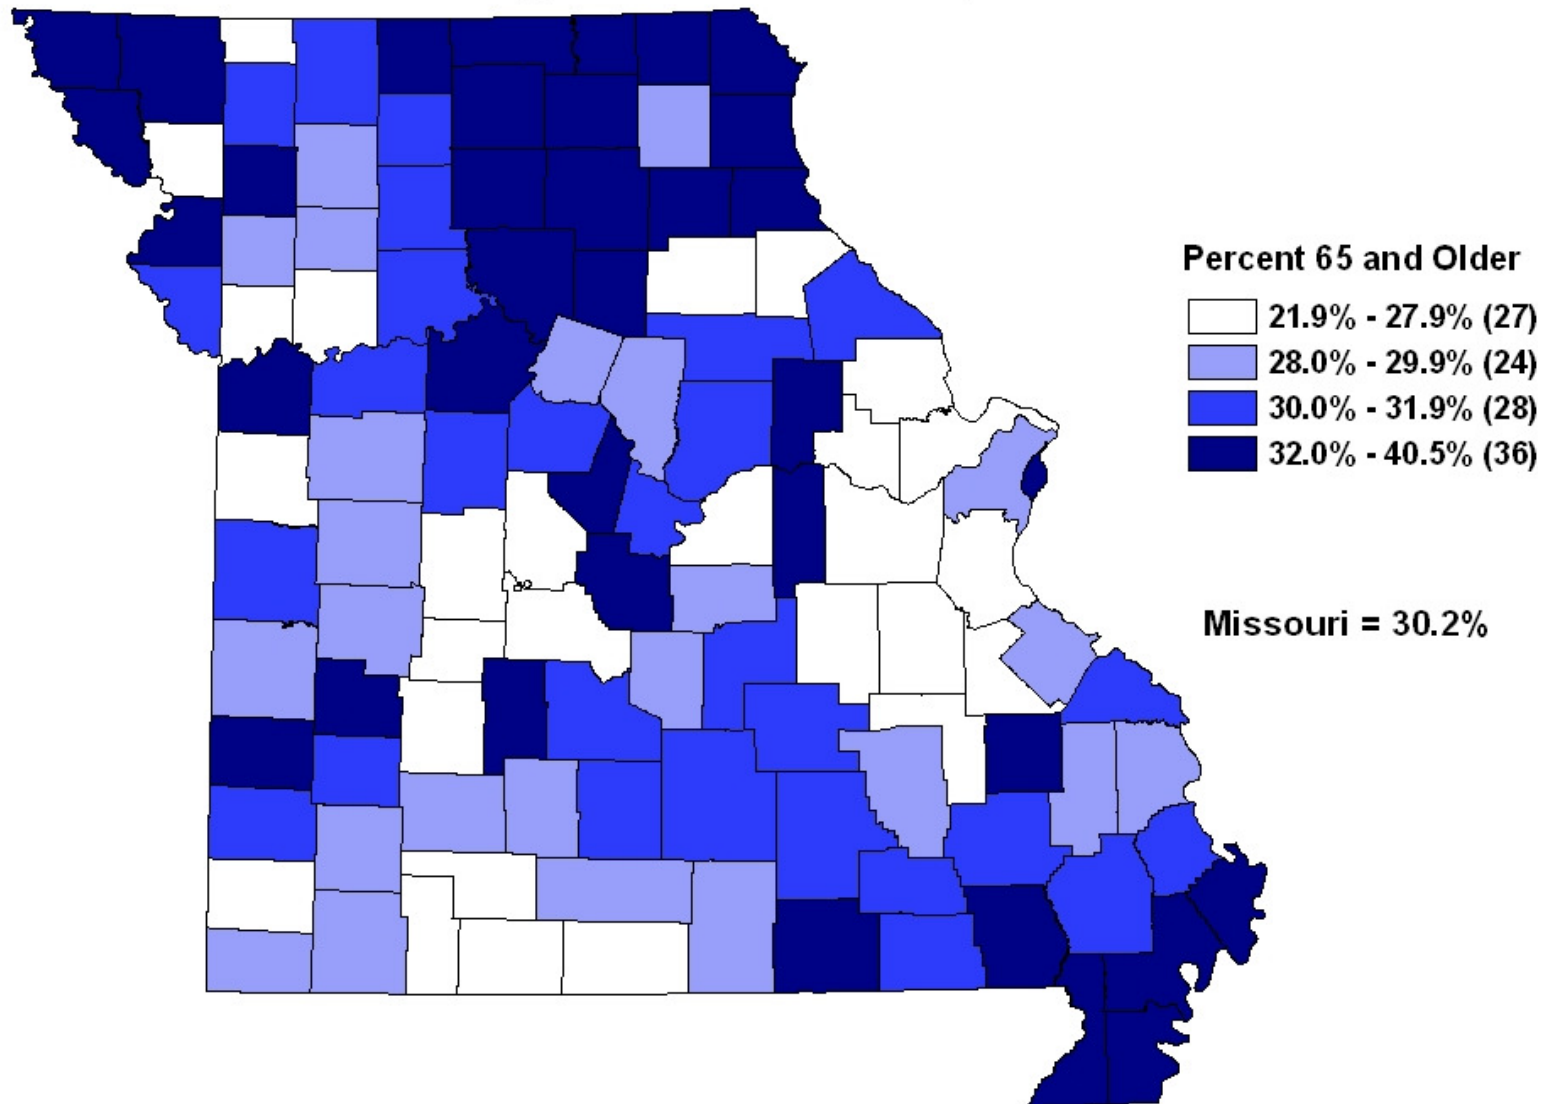 Percent 65 and Older
21.9% - 27.9% (27)
28.0% - 29.9% (24)
30.0% - 31.9% (28)
32.0% - 40.5% (36)
Missouri = 30.2%